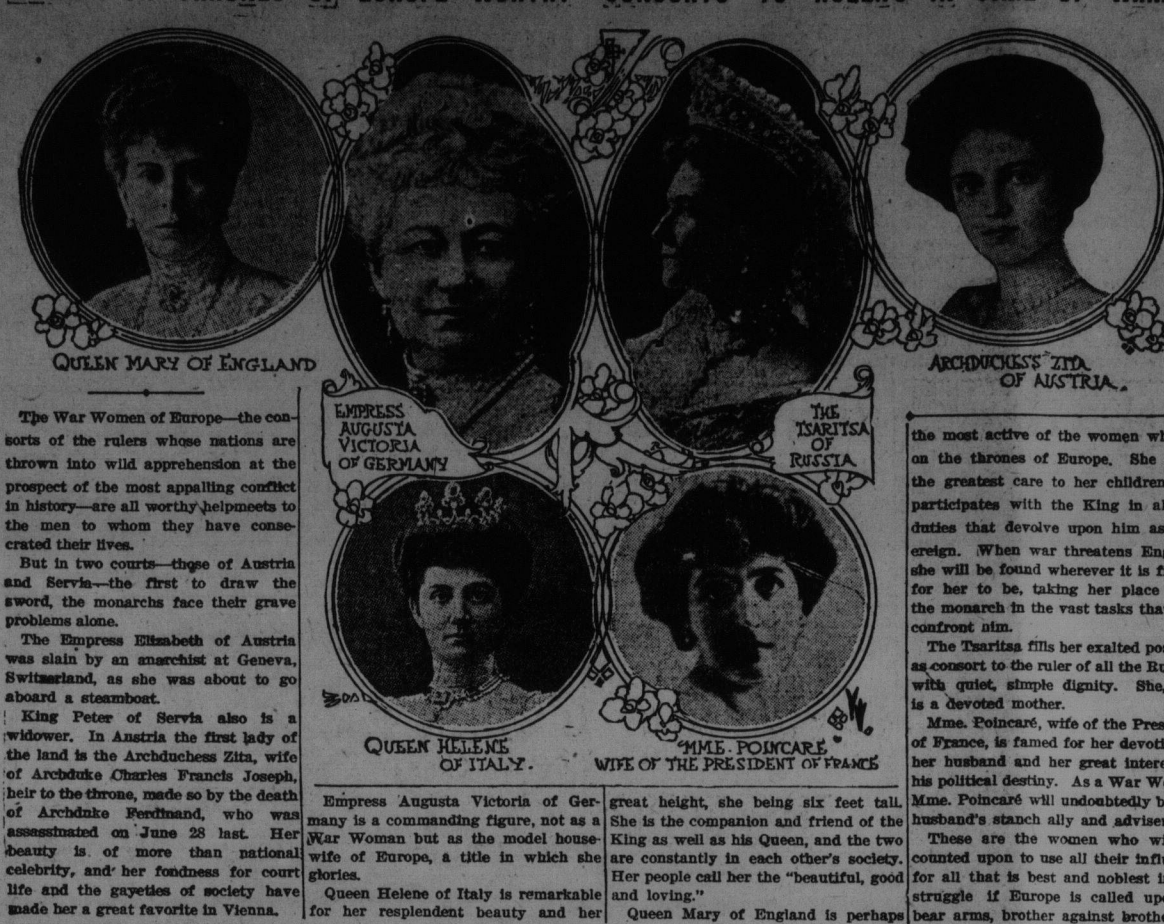 QUEEN MARY OF ENGLAND
EMPRESS
AUGUSTA
VICTORIA
OF GERMANY
THE
TSARITSA
OF
RUSSIA
ARCHDUCHESS ZITA
OF AUSTRIA.
QUEEN HELENE
OF ITALY.
MME. POINCARÉ
WIFE OF THE PRESIDENT OF FRANCE
The War Women of Europe—the con-
sorts of the rulers whose nations are
thrown into wild apprehension at the
prospect of the most appalling conflict
in history—are all worthy helpmeets to
the men to whom they have conse-
crated their lives.
But in two courts—those of Austria
and Servia—the first to draw the
sword, the monarchs face their grave
problems alone.
The Empress Elizabeth of Austria
was slain by an anarchist at Geneva,
Switzerland, as she was about to go
aboard a steamboat.
King Peter of Servia also is a
widower. In Austria the first lady of
the land is the Archduchess Zita, wife
of Archduke Charles Francis Joseph,
heir to the throne, made so by the death
of Archduke Ferdinand, who was
assassinated on June 28 last. Her
beauty is of more than national
celebrity, and her fondness for court
life and the gayeties of society have
made her a great favorite in Vienna.
Empress Augusta Victoria of Ger-
many is a commanding figure, not as a
War Woman but as the model house-
wife of Europe, a title in which she
glories.
Queen Helene of Italy is remarkable
for her resplendent beauty and her
great height, she being six feet tall.
She is the companion and friend of the
King as well as his Queen, and the two
are constantly in each other's society.
Her people call her the "beautiful, good
and loving."
Queen Mary of England is perhaps
the most active of the women
on the thrones of Europe. She
the greatest care to her children
participates with the King in
duties that devolve upon him as
ereign. When war threatens
she will be found wherever it is
for her to be, taking her place
the monarch in the vast tasks
confront him.
The Tsaritsa fills her exalted
as consort to the ruler of all the
with quiet, simple dignity. She,
is a devoted mother.
Mme. Poincaré, wife of the
of France, is famed for her
her husband and her great
his political destiny. As a War
Mme. Poincaré will undoubtedly
husband's stanch ally and
These are the women who
counted upon to use all their
for all that is best and noblest
struggle if Europe is called
bear arms, brother against